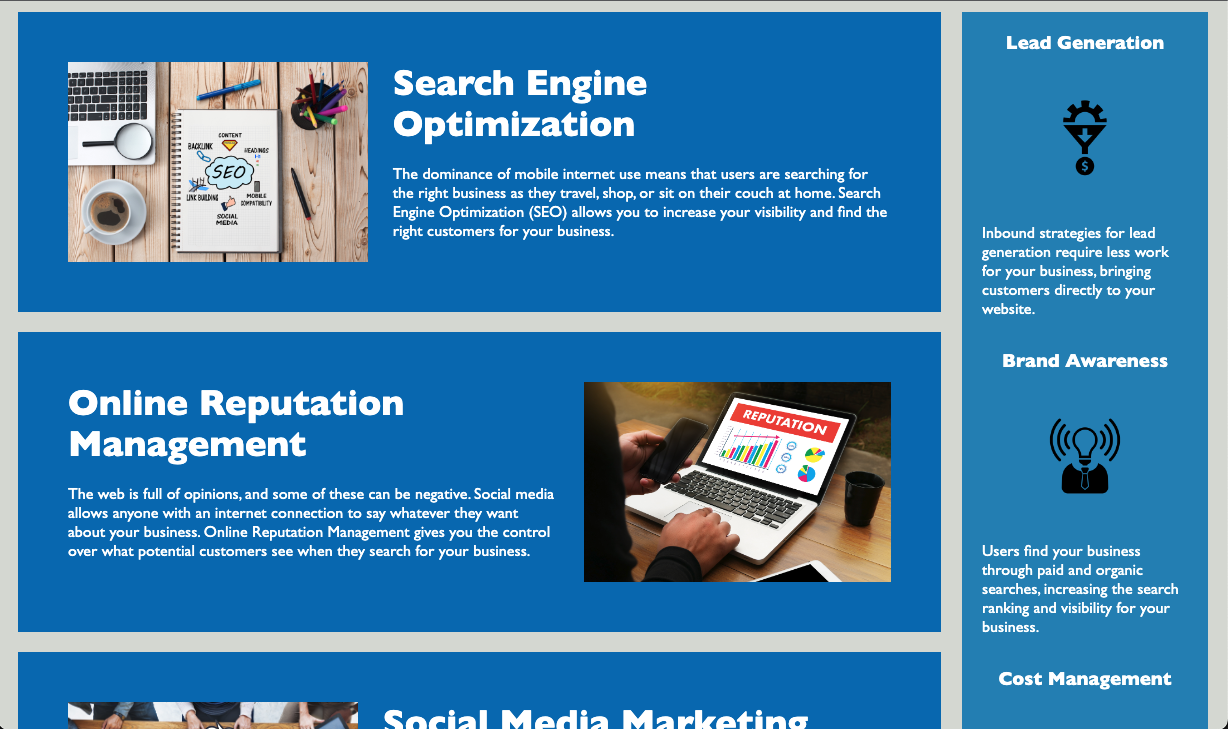 Search Engine
Optimization
The dominance of mobile internet use means that users are searching for
the right business as they travel, shop, or sit on their couch at home. Search
Engine Optimization (SEO) allows you to increase your visibility and find the
right customers for your business.
CONTENT
BACKLINK
HEADINGS
SEO
LINK BUILDING
MOBILE
COMPATIBILITY
SOCIAL
MEDIA
Online Reputation
Management
The web is full of opinions, and some of these can be negative. Social media
allows anyone with an internet connection to say whatever they want
about your business. Online Reputation Management gives you the control
over what potential customers see when they search for your business.
REPUTATION
Social Media Marketing
Lead Generation
$
Inbound strategies for lead
generation require less work
for your business, bringing
customers directly to your
website.
Brand Awareness
Users find your business
through paid and organic
searches, increasing the search
ranking and visibility for your
business.
Cost Management